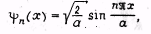 ψₙ(x) = √(2/a) sin (nπx/a),